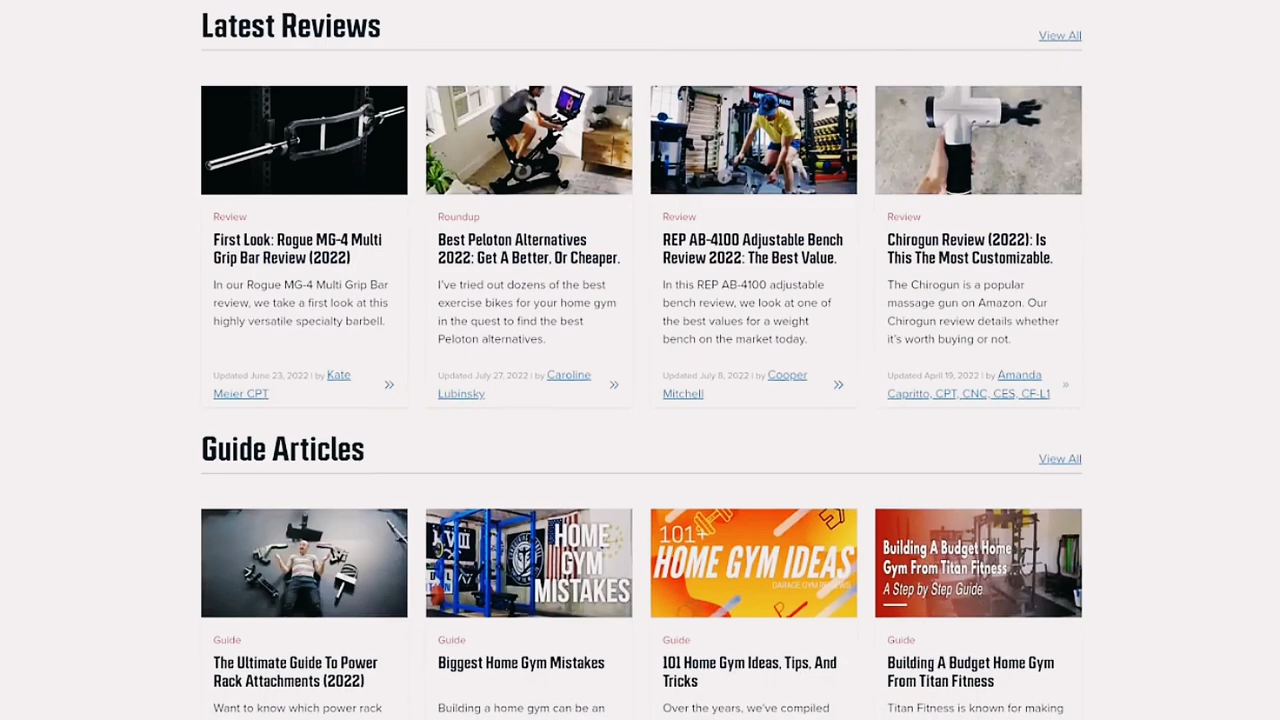 Latest Reviews
View All
Review
First Look: Rogue MG-4 Multi
Grip Bar Review (2022)
In our Rogue MG-4 Multi Grip Bar
review, we take a first look at this
highly versatile specialty barbell.
Updated June 23, 2022 | by Kate
Meier CPT
»
Roundup
Best Peloton Alternatives
2022: Get A Better, Or Cheaper.
I've tried out dozens of the best
exercise bikes for your home gym
in the quest to find the best
Peloton alternatives.
Updated July 27, 2022 | by Caroline
Lubinsky
»
Review
REP AB-4100 Adjustable Bench
Review 2022: The Best Value.
In this REP AB-4100 adjustable
bench review, we look at one of
the best values for a weight
bench on the market today.
Updated July 8, 2022 | by Cooper
Mitchell
»
Review
Chirogun Review (2022): Is
This The Most Customizable.
The Chirogun is a popular
massage gun on Amazon. Our
Chirogun review details whether
it's worth buying or not.
Updated April 19, 2022 | by Amanda
Capritto, CPT, CNC, CES, CF-L1
»
Guide Articles
View All
Guide
The Ultimate Guide To Power
Rack Attachments (2022)
Want to know which power rack
HOME
GYM
MISTAKES
Guide
Biggest Home Gym Mistakes
Building a home gym can be an
101+
HOME GYM IDEAS
GARAGE GYM REVIEWS
Guide
101 Home Gym Ideas, Tips, And
Tricks
Over the years, we've compiled
Building A Budget Home
Gym From Titan Fitness
A Step by Step Guide
Guide
Building A Budget Home Gym
From Titan Fitness
Titan Fitness is known for making